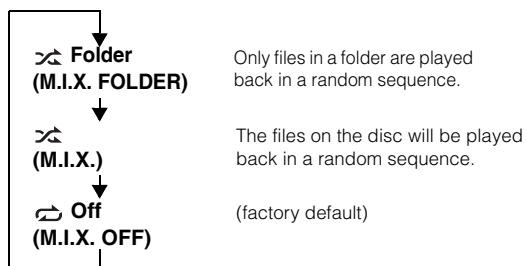 Folder
(M.I.X. FOLDER)
Only files in a folder are played
back in a random sequence.
(M.I.X.)
The files on the disc will be played
back in a random sequence.
Off
(M.I.X. OFF)
(factory default)